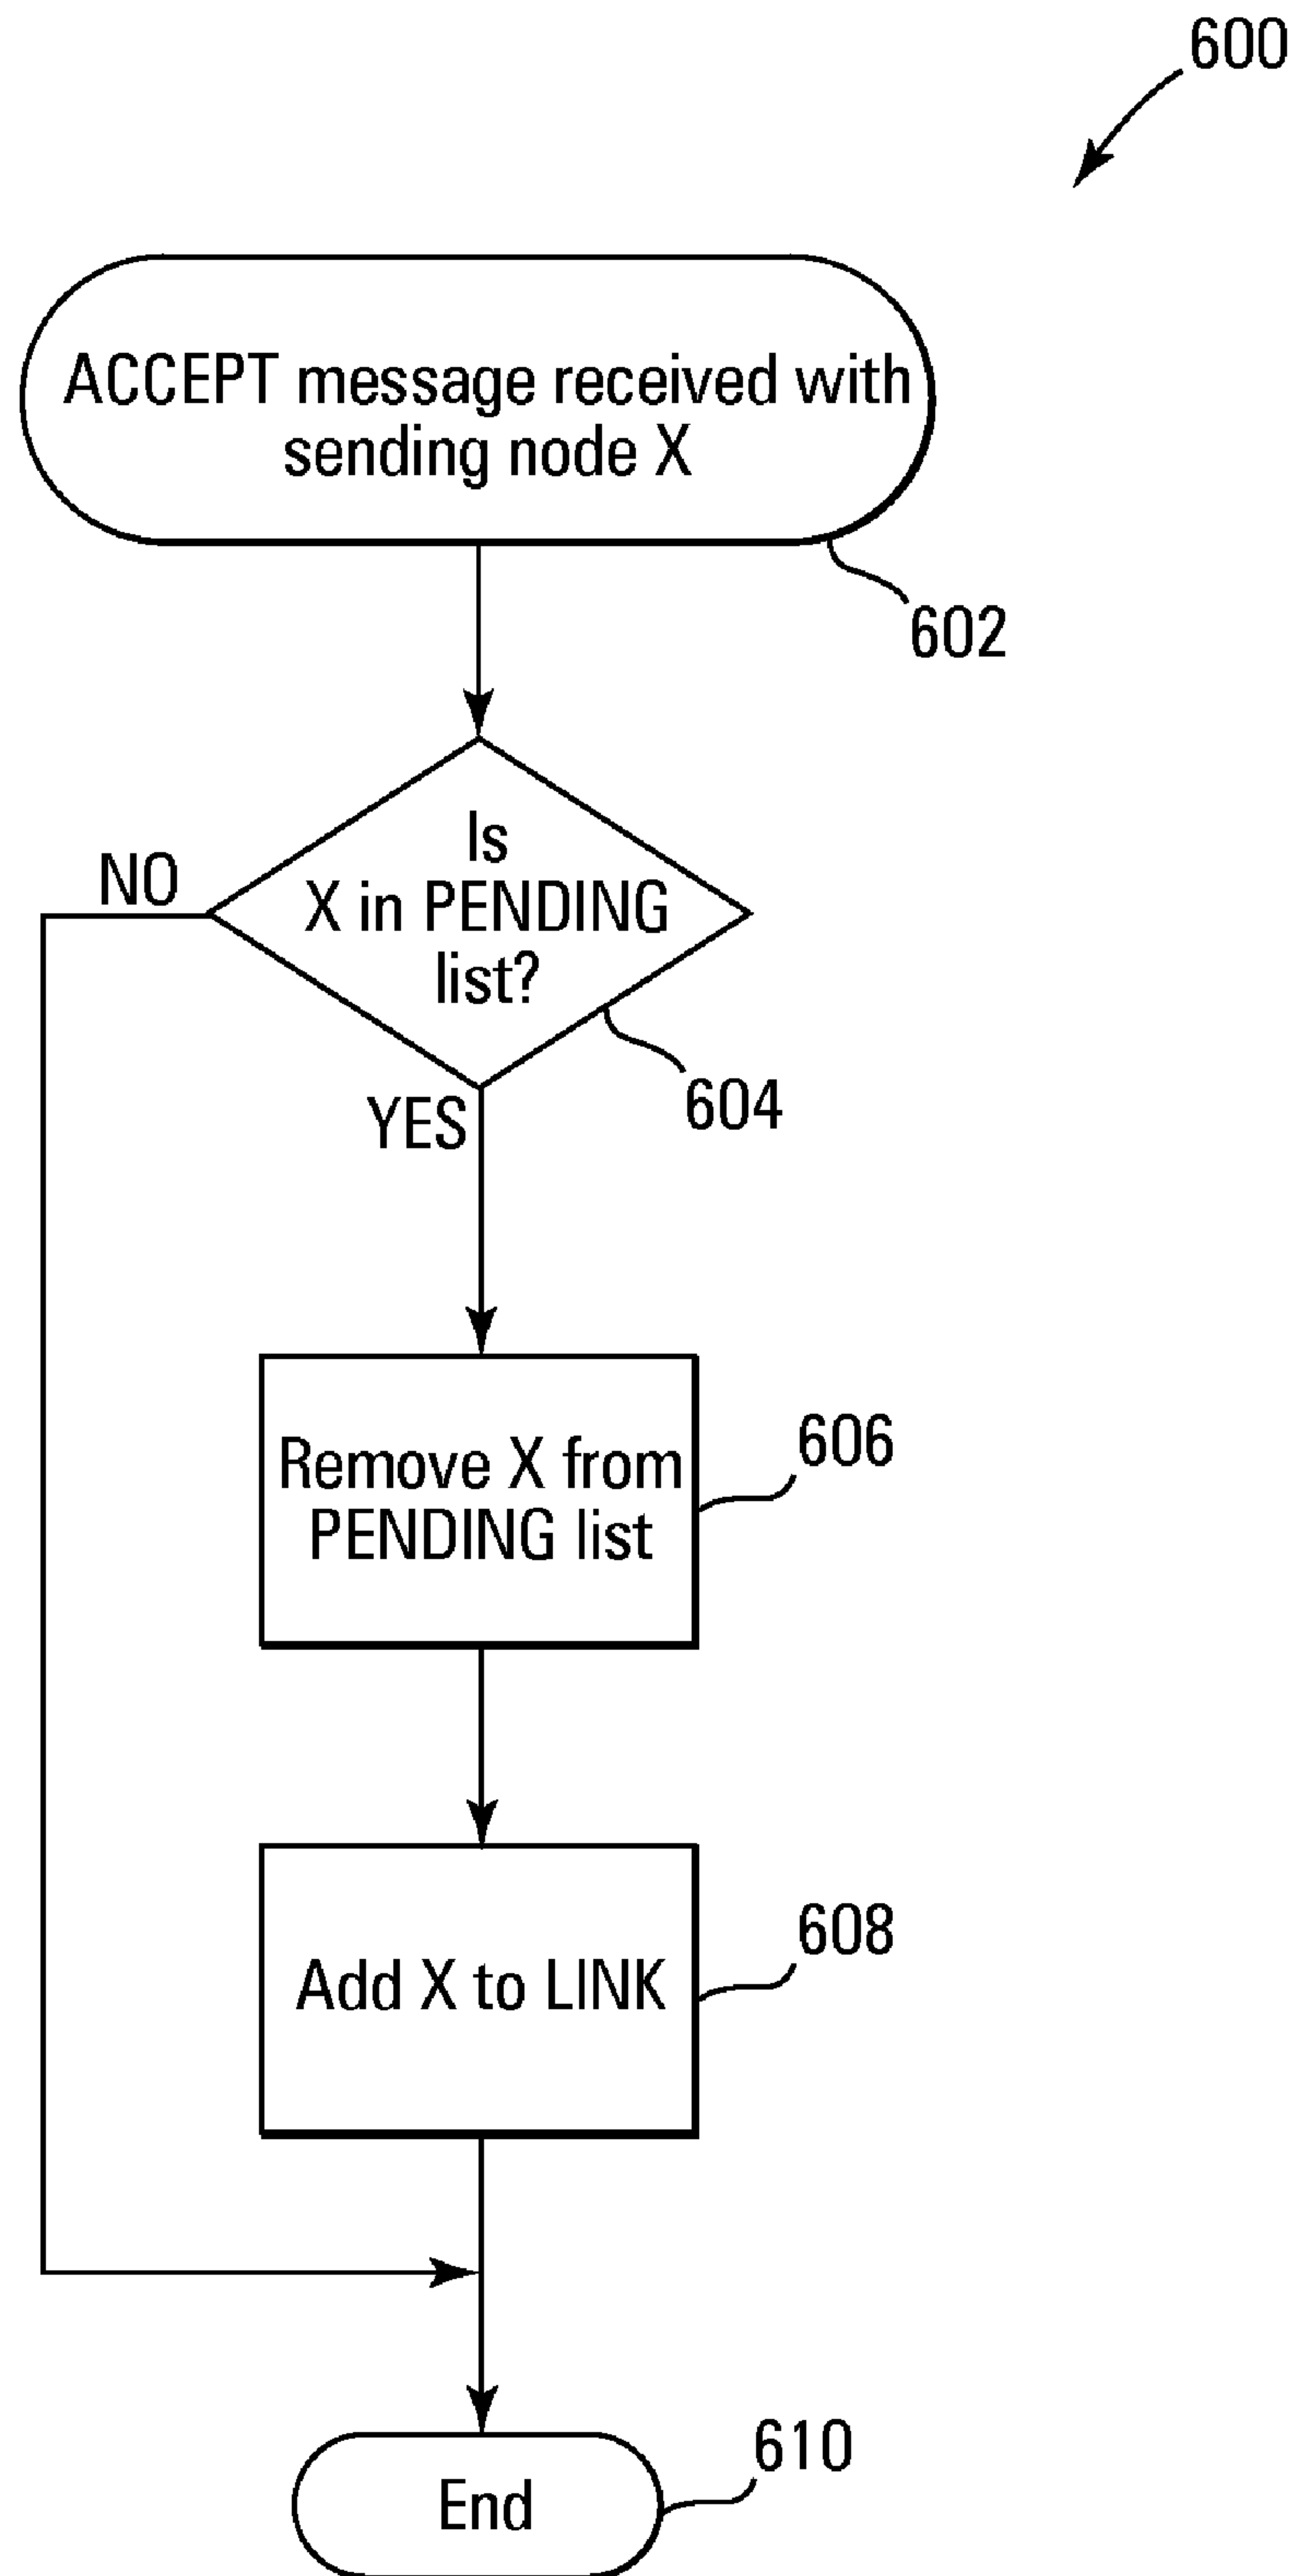 600
ACCEPT message received with
sending node X
602
Is
X in PENDING
list?
NO
604
YES
Remove X from
PENDING list
606
Add X to LINK
608
End
610